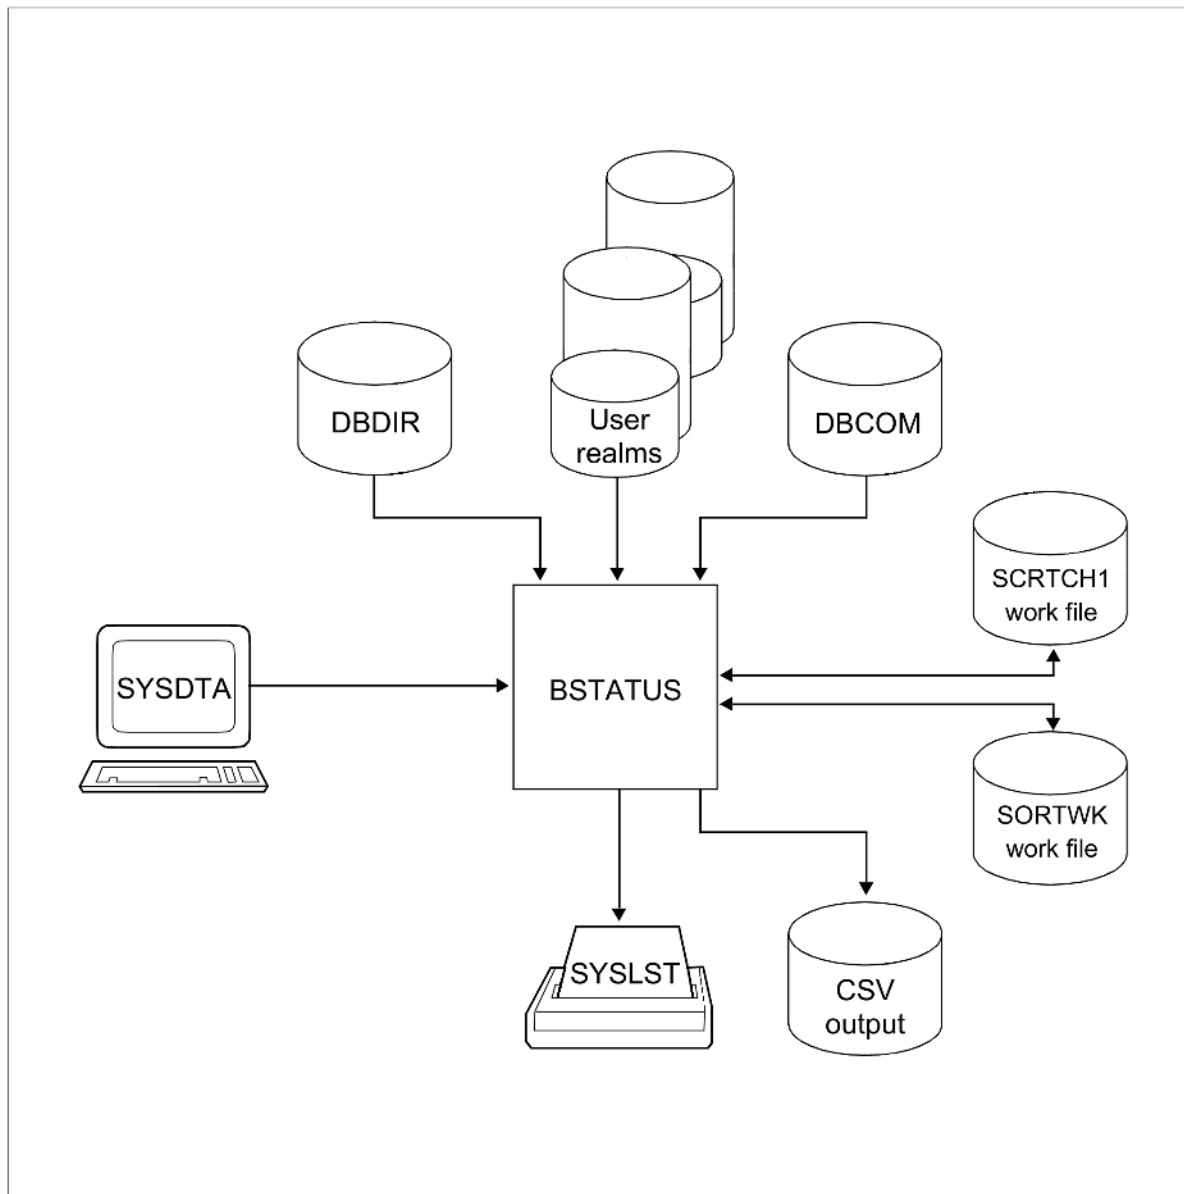 DBDIR
User
realms
DBCOM
SCRTCH1
work file
SYSDTA
BSTATUS
SORTWK
work file
SYSLST
CSV
output